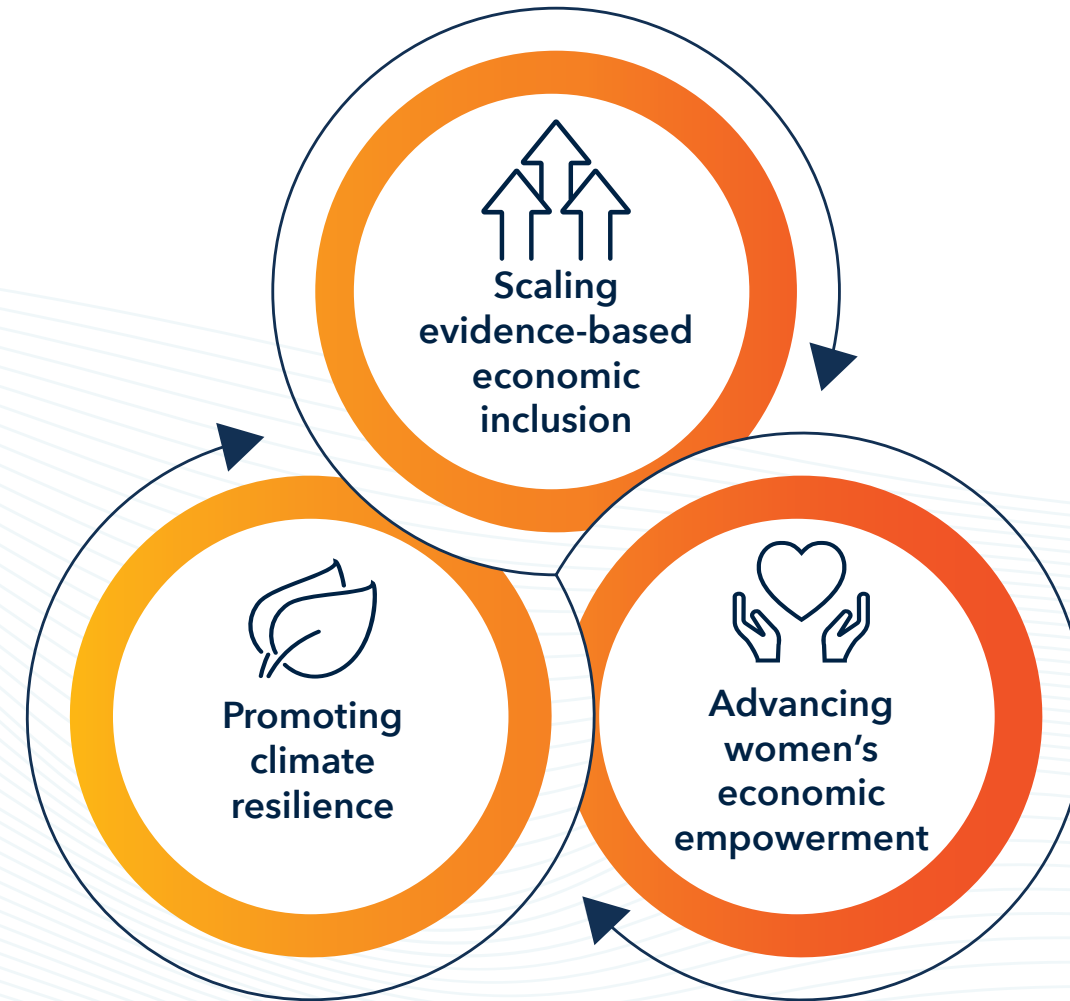 Scaling
evidence-based
economic
inclusion
Promoting
climate
resilience
Advancing
women’s
economic
empowerment